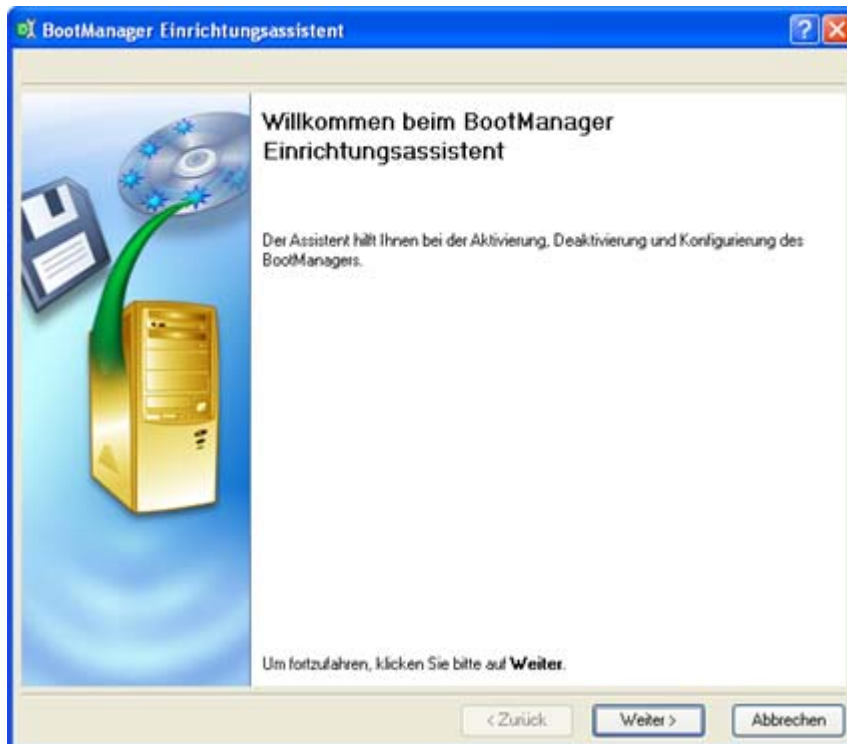 BootManager Einrichtungsassistent
Willkommen beim BootManager
Einrichtungsassistent
Der Assistent hilft Ihnen bei der Aktivierung, Deaktivierung und Konfigurierung des
BootManagers.
Um fortzufahren, klicken Sie bitte auf Weiter.
< Zurück
Weiter >
Abbrechen